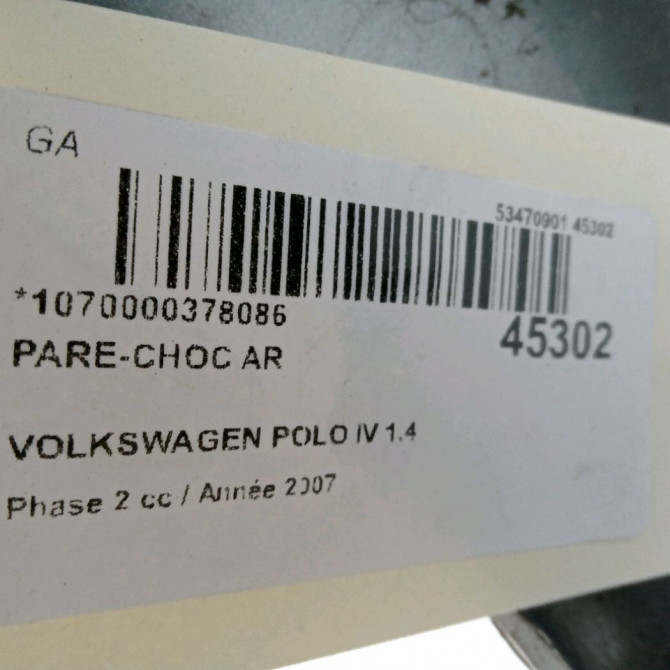 GA
53470901 45302
*1070000378086
45302
PARE-CHOC AR
VOLKSWAGEN POLO IV 1.4
Phase 2 cc / Année 2007